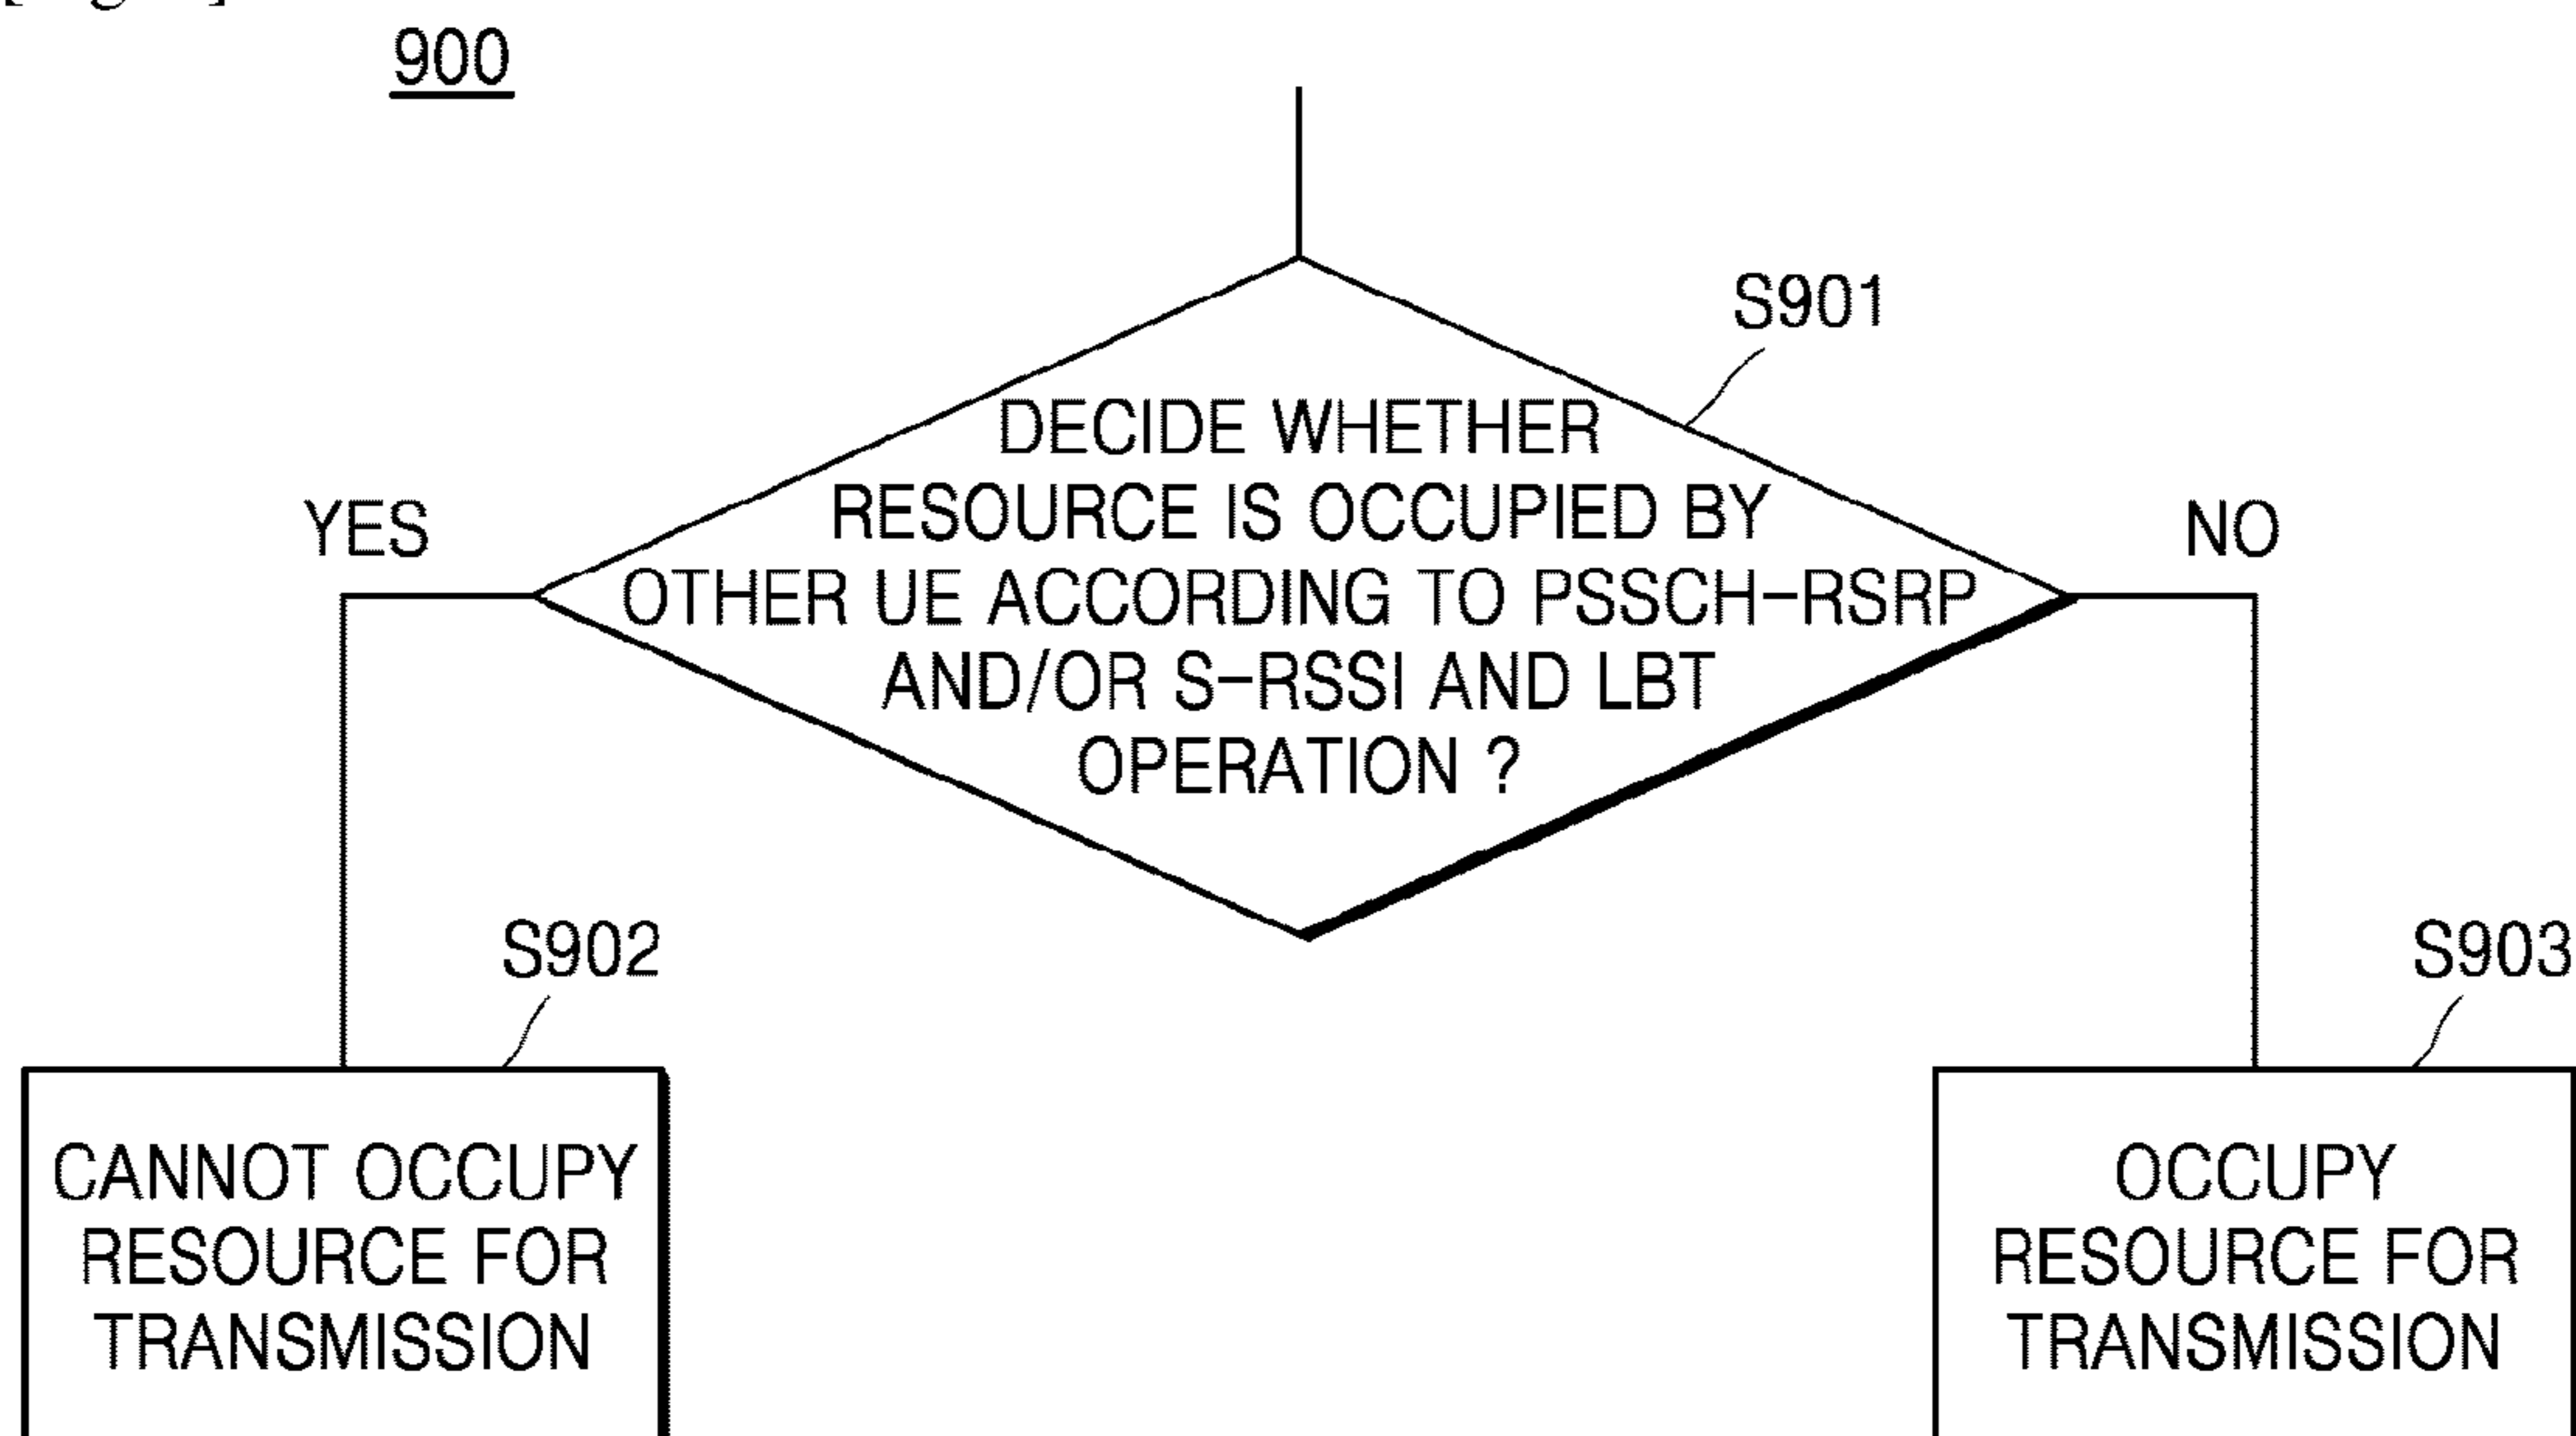 900
S901
DECIDE WHETHER
RESOURCE IS OCCUPIED BY
OTHER UE ACCORDING TO PSSCH-RSRP
AND/OR S-RSSI AND LBT
OPERATION ?
YES
NO
S902
S903
CANNOT OCCUPY
RESOURCE FOR
TRANSMISSION
OCCUPY
RESOURCE FOR
TRANSMISSION